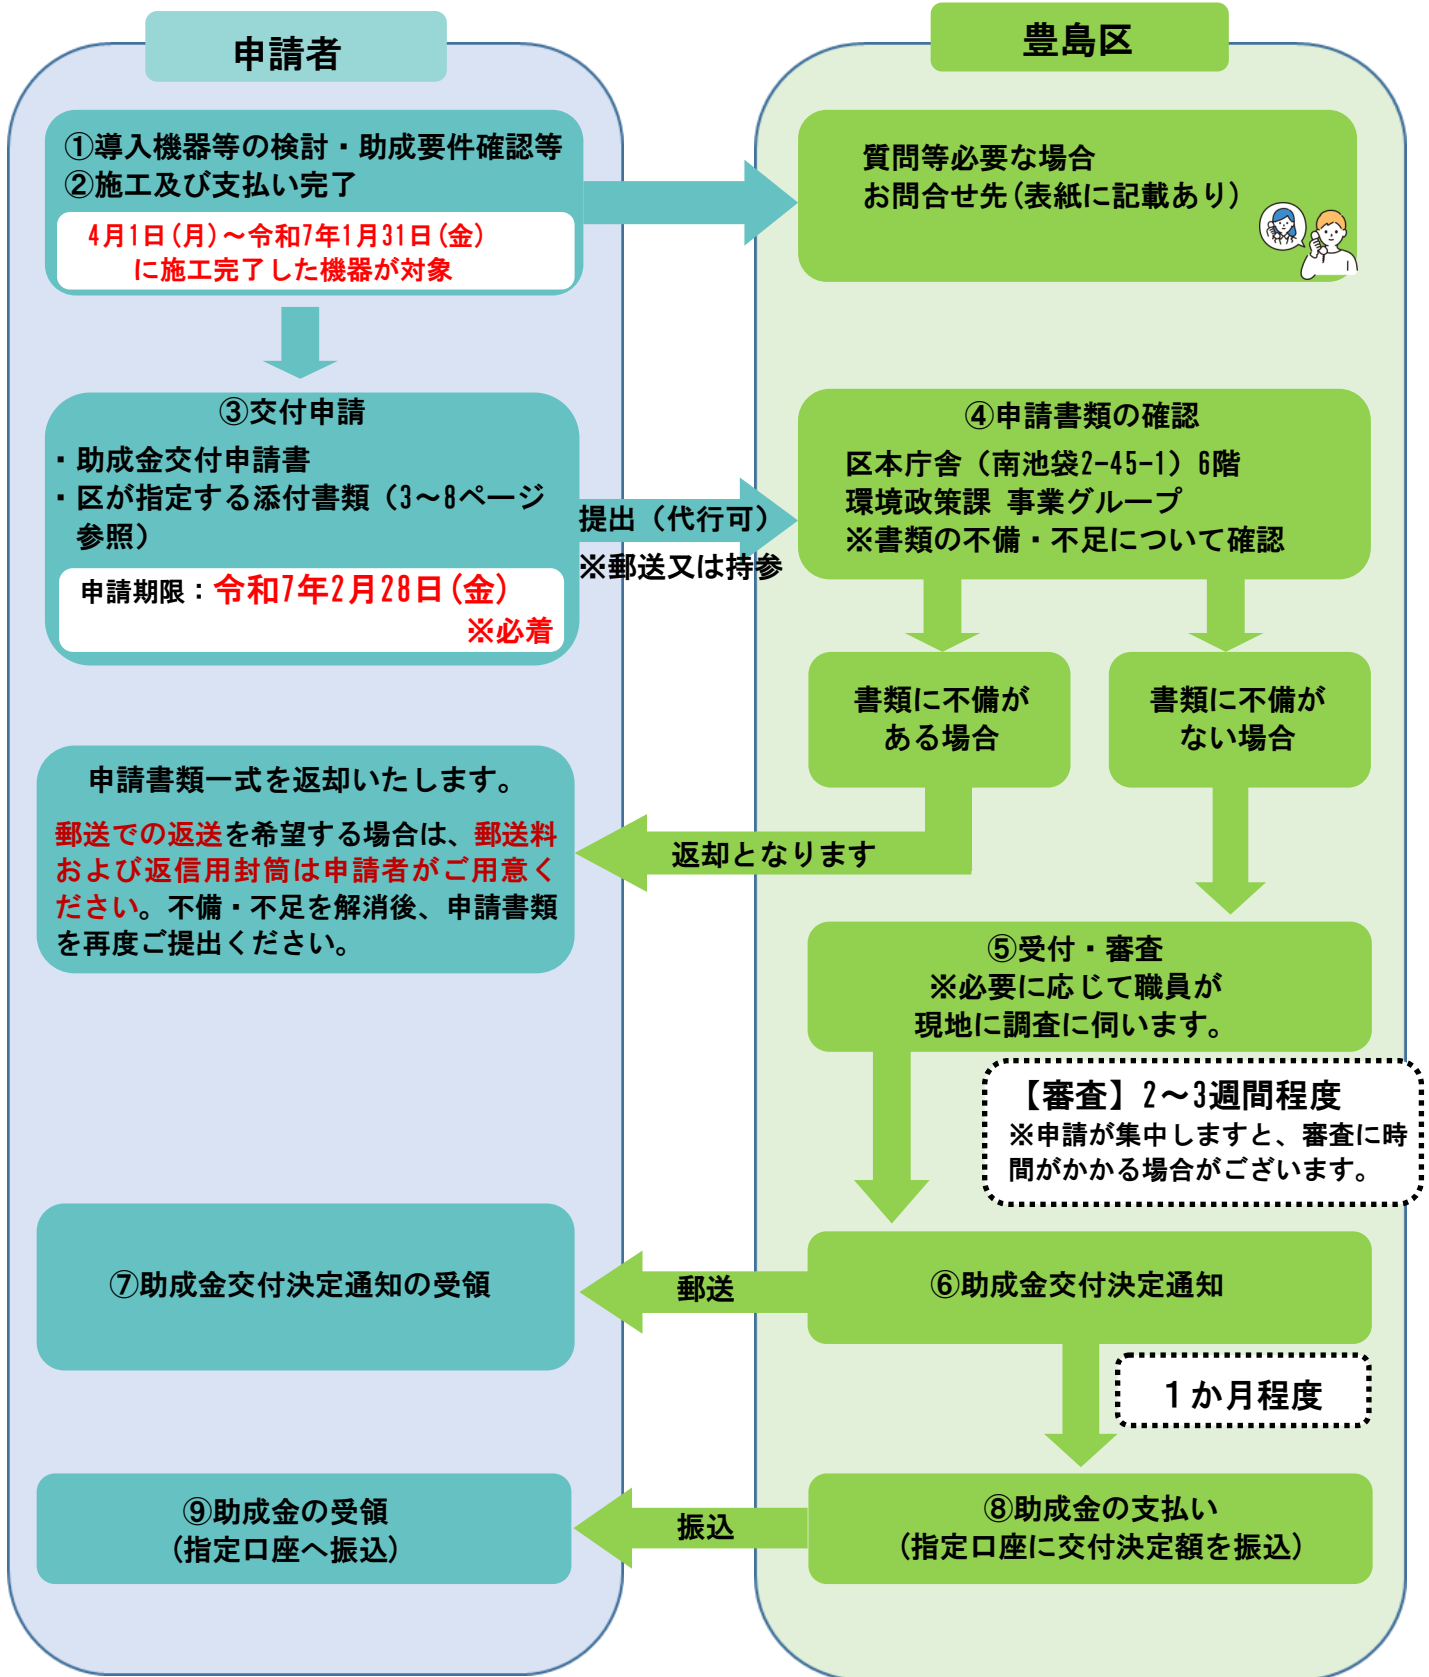 申請者
豊島区
①導入機器等の検討・助成要件確認等
②施工及び支払い完了
4月1日(月)～令和7年1月31日(金)
に施工完了した機器が対象
質問等必要な場合
お問合せ先(表紙に記載あり)
③交付申請
・助成金交付申請書
・区が指定する添付書類（3～8ページ
参照）
申請期限：令和7年2月28日(金)
※必着
提出（代行可）
※郵送又は持参
④申請書類の確認
区本庁舎（南池袋2-45-1）6階
環境政策課 事業グループ
※書類の不備・不足について確認
書類に不備が
ある場合
書類に不備が
ない場合
返却となります
申請書類一式を返却いたします。
郵送での返送を希望する場合は、郵送料
および返信用封筒は申請者がご用意く
ださい。不備・不足を解消後、申請書類
を再度ご提出ください。
⑤受付・審査
※必要に応じて職員が
現地に調査に伺います。
【審査】2～3週間程度
※申請が集中しますと、審査に時
間がかかる場合がございます。
⑦助成金交付決定通知の受領
郵送
⑥助成金交付決定通知
１か月程度
⑨助成金の受領
(指定口座へ振込)
振込
⑧助成金の支払い
(指定口座に交付決定額を振込)